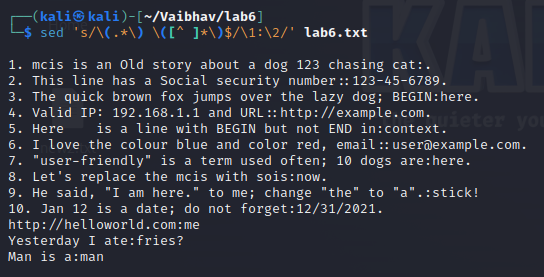 ┌──(kali㉿kali)-[~/Vaibhav/lab6]
└─$ sed 's/\(.*\) \([^ ]*\)$/\1:\2/' lab6.txt
1. mcis is an Old story about a dog 123 chasing cat:.
2. This line has a Social security number::123-45-6789.
3. The quick brown fox jumps over the lazy dog; BEGIN:here.
4. Valid IP: 192.168.1.1 and URL::http://example.com.
5. Here    is a line with BEGIN but not END in:context.
6. I love the colour blue and color red, email::user@example.com.
7. "user-friendly" is a term used often; 10 dogs are:here.
8. Let's replace the mcis with sois:now.
9. He said, "I am here." to me; change "the" to "a".:stick!
10. Jan 12 is a date; do not forget:12/31/2021.
http://helloworld.com:me
Yesterday I ate:fries?
Man is a:man